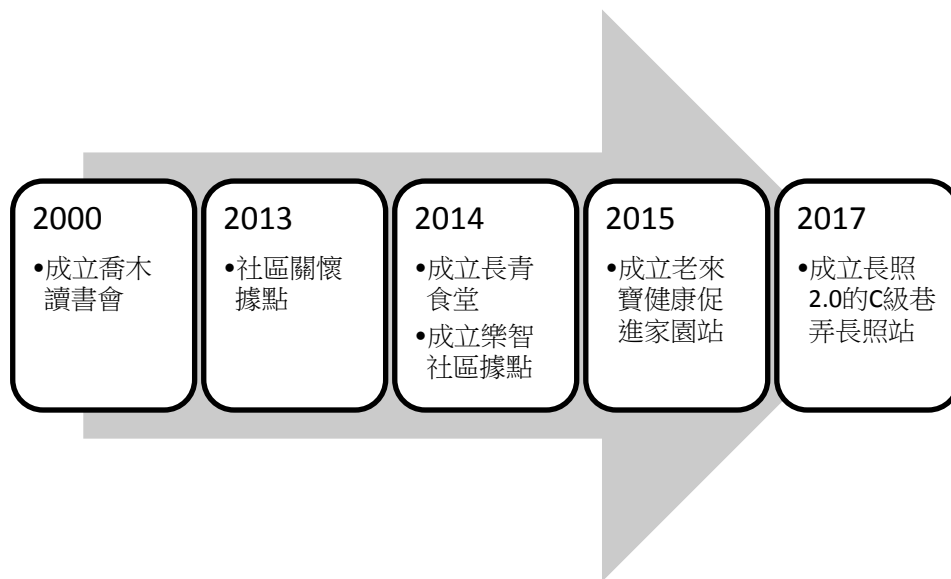 2000
•成立喬木
讀書會
2013
•社區關懷
據點
2014
•成立長青
食堂
•成立樂智
社區據點
2015
•成立老來
寶健康促
進家園站
2017
•成立長照
2.0的C級巷
弄長照站